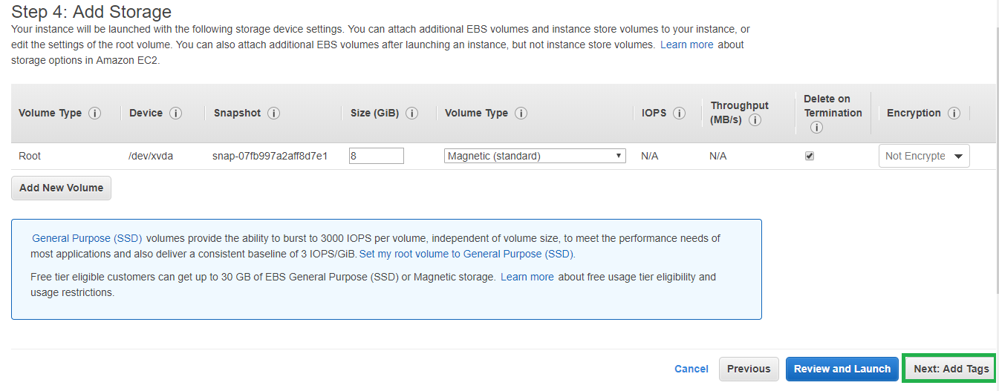 Step 4: Add Storage
Your instance will be launched with the following storage device settings. You can attach additional EBS volumes and instance store volumes to your instance, or
edit the settings of the root volume. You can also attach additional EBS volumes after launching an instance, but not instance store volumes. Learn more about
storage options in Amazon EC2.
Volume Type i Device i Snapshot i Size (GiB) i Volume Type i IOPS i Throughput (MB/s) i Delete on Termination i Encryption i
Root /dev/xvda snap-07fb997a2aff8d7e1 8 Magnetic (standard) N/A N/A Not Encrypte
Add New Volume
General Purpose (SSD) volumes provide the ability to burst to 3000 IOPS per volume, independent of volume size, to meet the performance needs of
most applications and also deliver a consistent baseline of 3 IOPS/GiB. Set my root volume to General Purpose (SSD).
Free tier eligible customers can get up to 30 GB of EBS General Purpose (SSD) or Magnetic storage. Learn more about free usage tier eligibility and
usage restrictions.
Cancel Previous Review and Launch Next: Add Tags